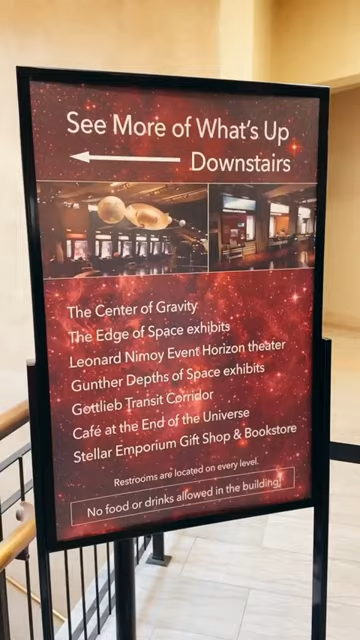 See More of What's Up
Downstairs
The Center of Gravity
The Edge of Space exhibits
Leonard Nimoy Event Horizon theater
Gunther Depths of Space exhibits
Gottlieb Transit Corridor
Café at the End of the Universe
Stellar Emporium Gift Shop & Bookstore
Restrooms are located on every level.
No food or drinks allowed in the building.